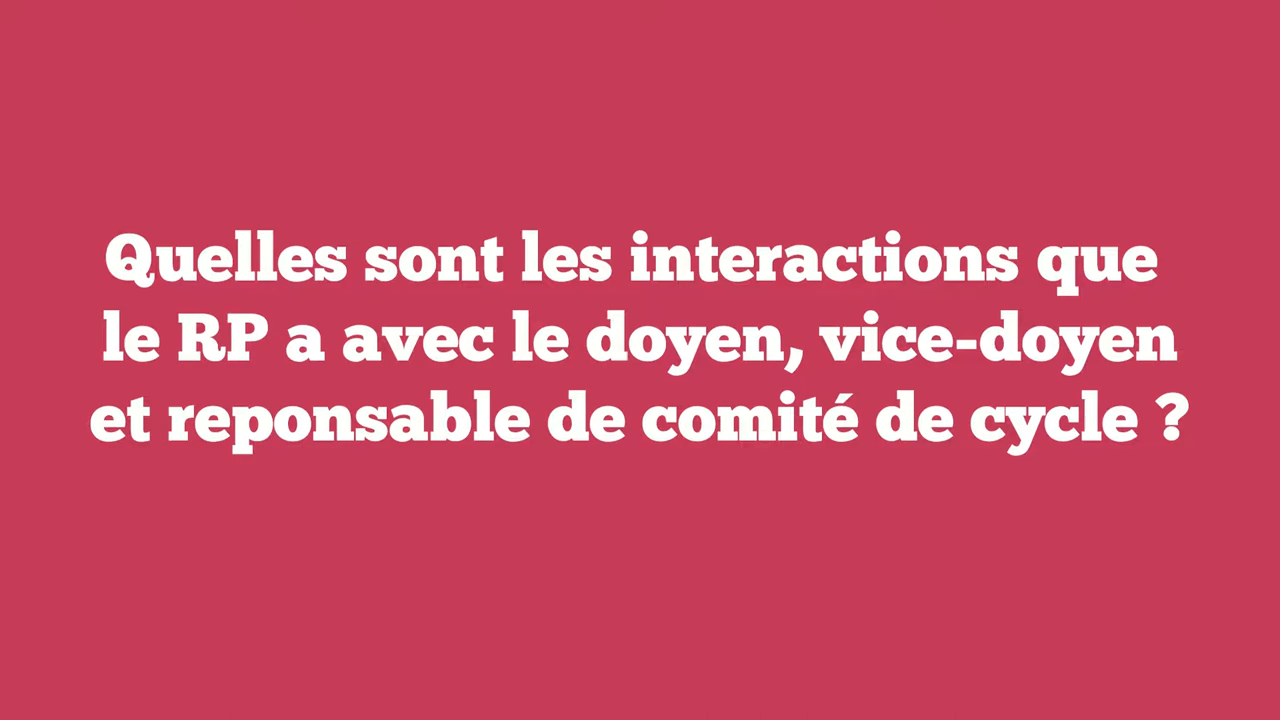 Quelles sont les interactions que
le RP a avec le doyen, vice-doyen
et reponsable de comité de cycle ?